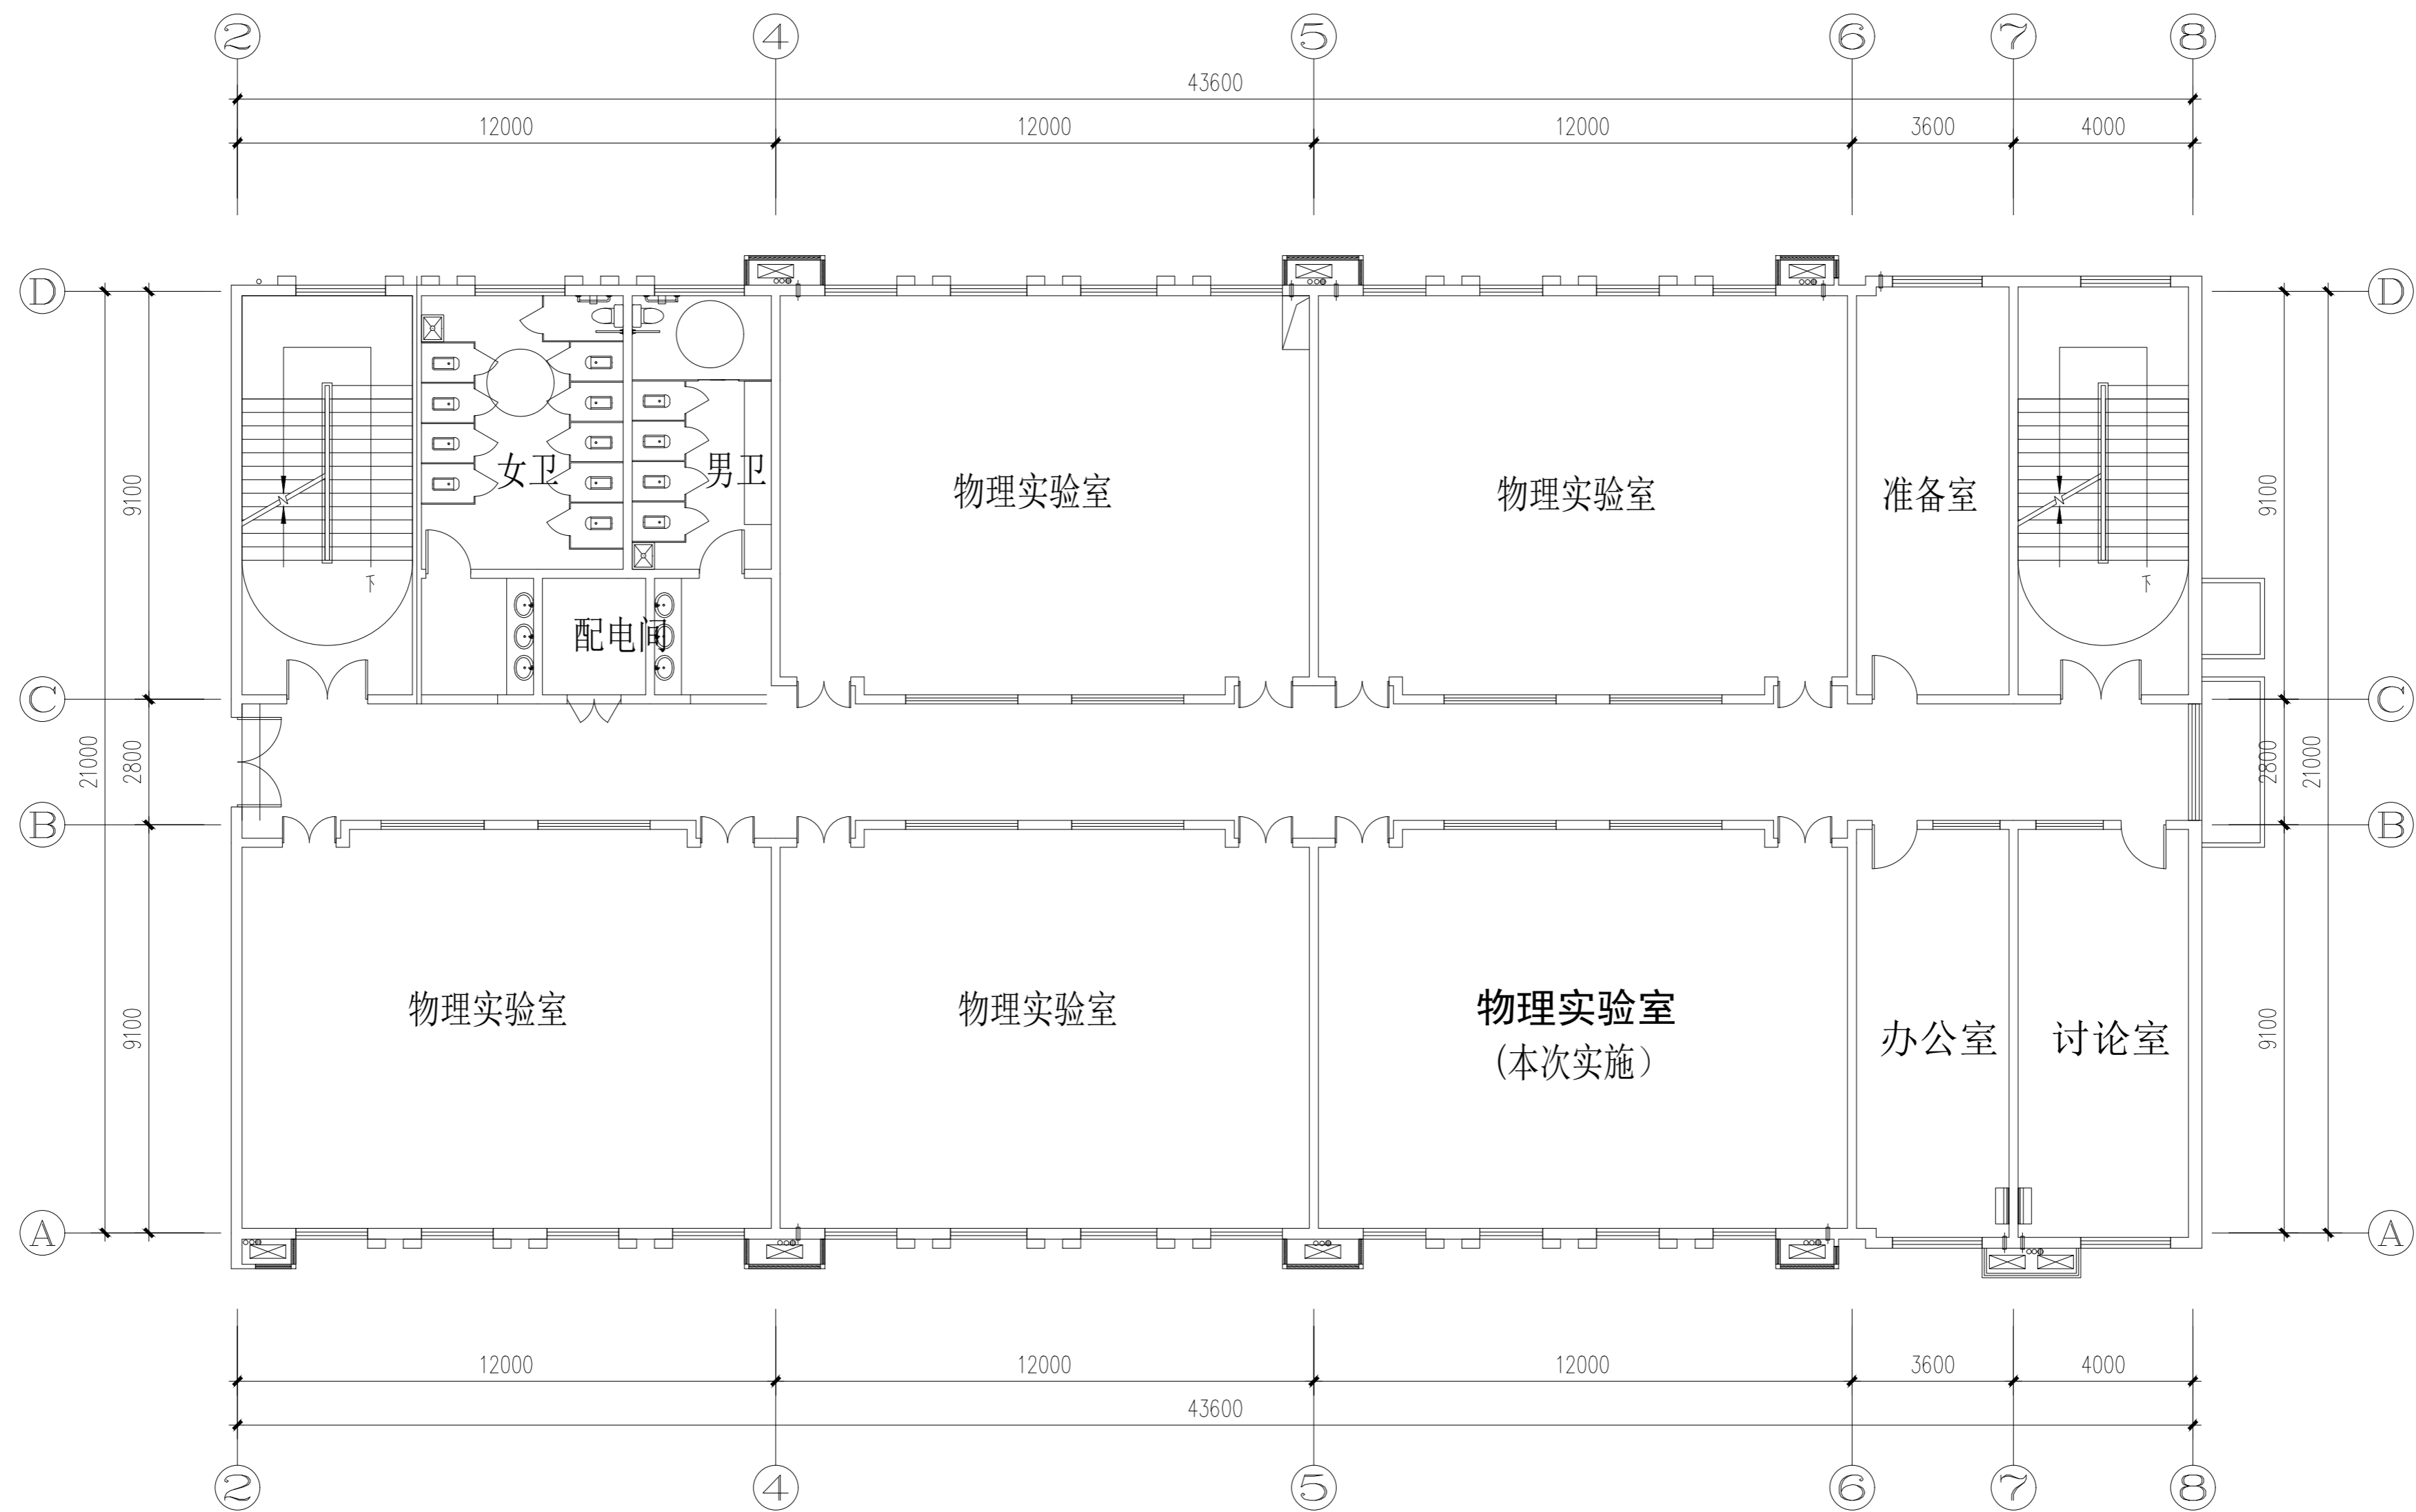 2 4 5 6 7 8
43600
12000 12000 12000 3600 4000
D D
9100 女卫 男卫 物理实验室 物理实验室 准备室 9100
下 下
配电间
C C
21000 2800 2800 21000
B B
9100 物理实验室 物理实验室 物理实验室 办公室 讨论室 9100
(本次实施)
A A
12000 12000 12000 3600 4000
43600
2 4 5 6 7 8